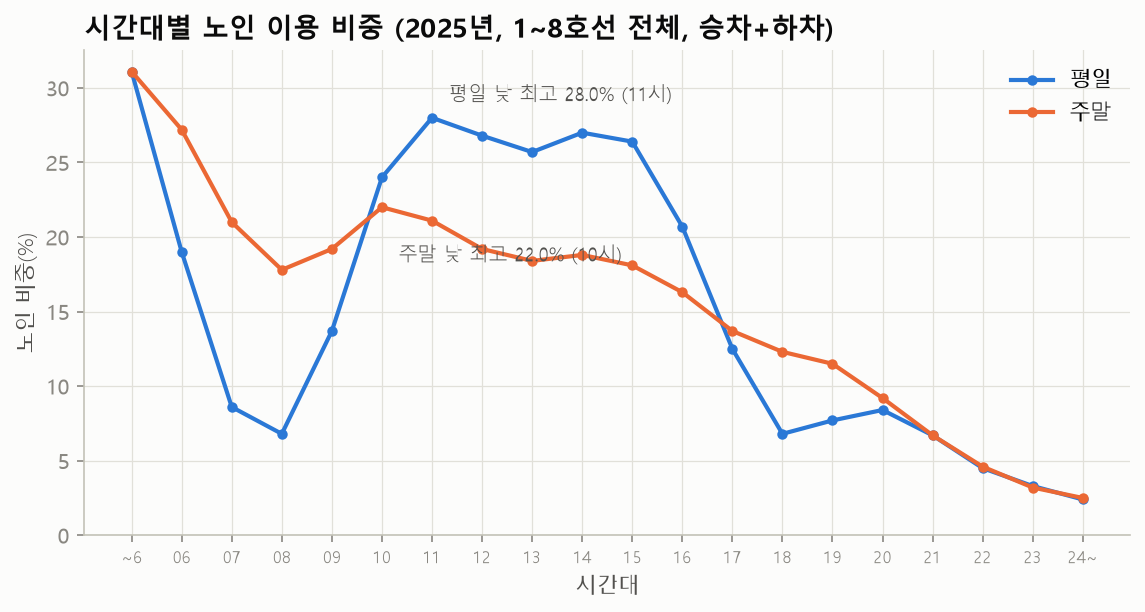 시간대별 노인 이용 비중 (2025년, 1~8호선 전체, 승차+하차)
평일
주말
평일 낮 최고 28.0% (11시)
주말 낮 최고 22.0% (10시)
노인 비중(%)
30
25
20
15
10
5
0
~6 06 07 08 09 10 11 12 13 14 15 16 17 18 19 20 21 22 23 24~
시간대